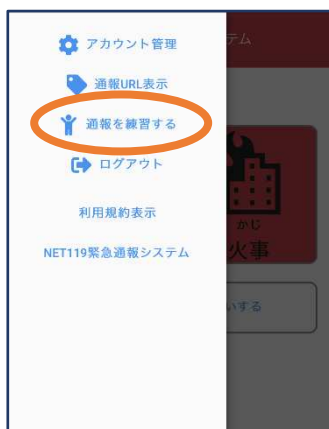 アカウント管理
テム
通報URL表示
通報を練習する
ログアウト
利用規約表示
かじ
火事
NET119緊急通報システム
いする